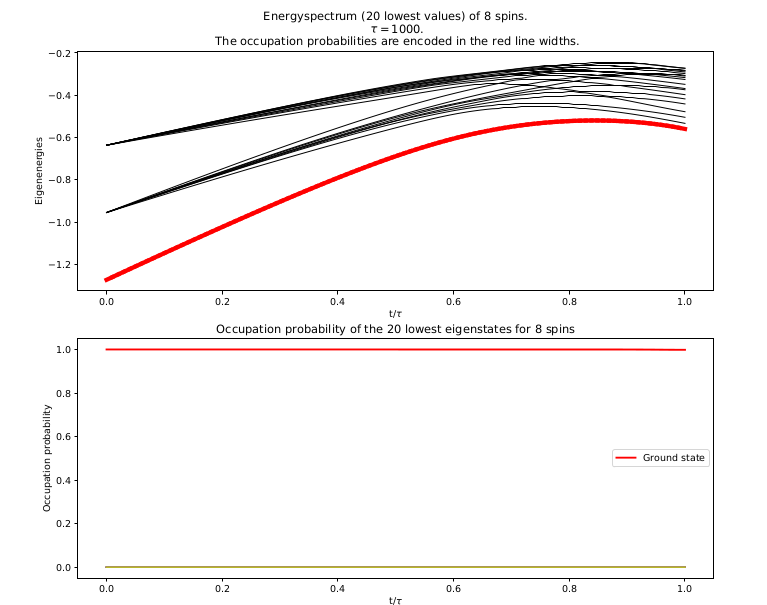 Energyspectrum (20 lowest values) of 8 spins.
τ = 1000.
The occupation probabilities are encoded in the red line widths.
Eigenenergies
−0.2
−0.4
−0.6
−0.8
−1.0
−1.2
0.0 0.2 0.4 0.6 0.8 1.0
t/τ
Occupation probability of the 20 lowest eigenstates for 8 spins
Occupation probability
1.0
0.8
0.6
0.4
0.2
0.0
Ground state
0.0 0.2 0.4 0.6 0.8 1.0
t/τ